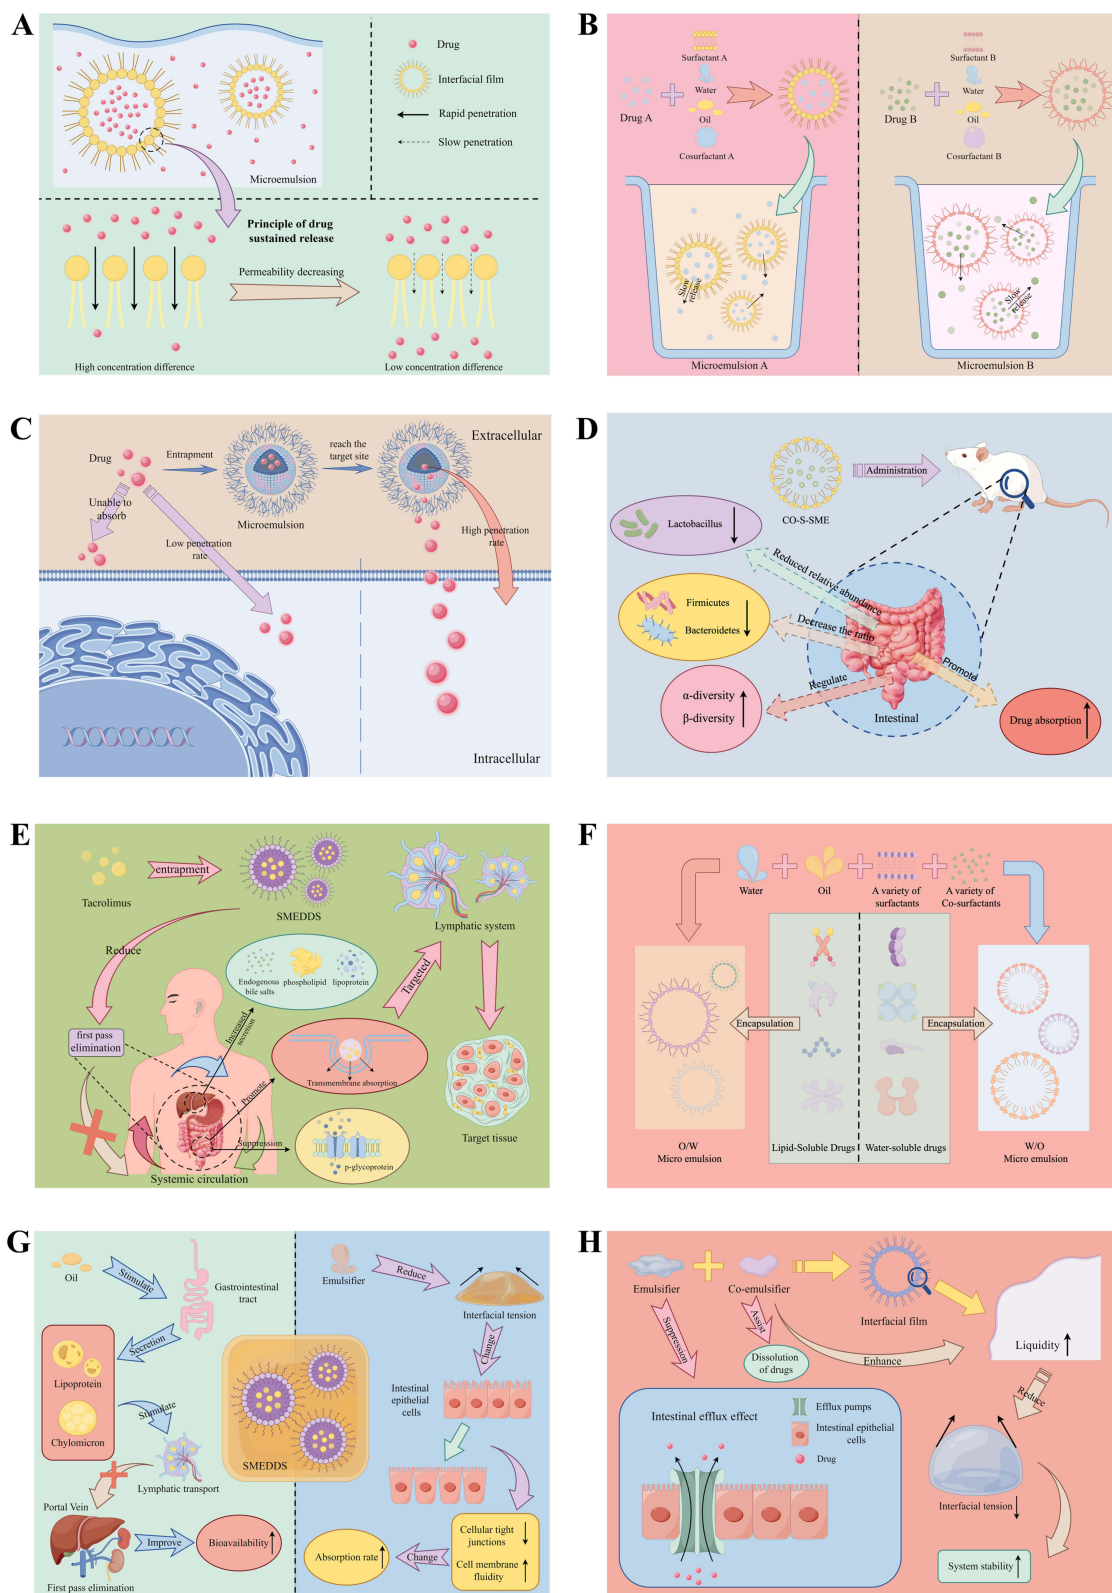 A
Drug
Interfacial film
Rapid penetration
Slow penetration
Microemulsion
Principle of drug
sustained release
Permeability decreasing
High concentration difference
Low concentration difference
B
Surfactant A
Water
Drug A
Oil
Cosurfactant A
Slow
release
Microemulsion A
Surfactant B
Water
Drug B
Oil
Cosurfactant B
Slow
release
Microemulsion B
C
Extracellular
Drug
Entrapment
reach the
target site
Unable to
absorb
Microemulsion
Low penetration
rate
High penetration
rate
Intracellular
D
CO-S-SME
Administration
Lactobacillus
Reduced relative abundance
Firmicutes
Bacteroidetes
Decrease the ratio
α-diversity
β-diversity
Regulate
Promote
Intestinal
Drug absorption
E
Tacrolimus
entrapment
SMEDDS
Lymphatic system
Reduce
Endogenous
bile salts
phospholipid
lipoprotein
Targeted
first pass
elimination
Increased
secretion
Transmembrane absorption
Promote
Suppression
p-glycoprotein
Target tissue
Systemic circulation
F
Water
Oil
A variety of
surfactants
A variety of
Co-surfactants
Encapsulation
Encapsulation
O/W
Micro emulsion
Lipid-Soluble Drugs
Water-soluble drugs
W/O
Micro emulsion
G
Oil
Stimulate
Gastrointestinal
tract
Secretion
Lipoprotein
Chylomicron
Stimulate
Lymphatic transport
Portal Vein
Improve
Bioavailability
First pass elimination
SMEDDS
Emulsifier
Reduce
Interfacial tension
Change
Intestinal
epithelial
cells
Cellular tight
junctions
Cell membrane
fluidity
Change
Absorption rate
H
Emulsifier
Co-emulsifier
Interfacial film
Liquidity
Suppression
Assist
Dissolution
of drugs
Enhance
Reduce
Intestinal efflux effect
Efflux pumps
Intestinal epithelial
cells
Drug
Interfacial tension
System stability